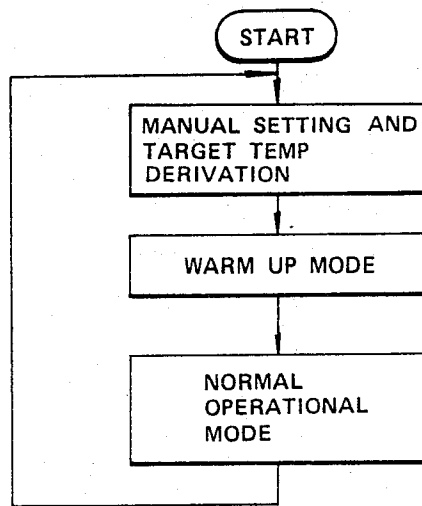 START
MANUAL SETTING AND
TARGET TEMP
DERIVATION
WARM UP MODE
NORMAL
OPERATIONAL
MODE